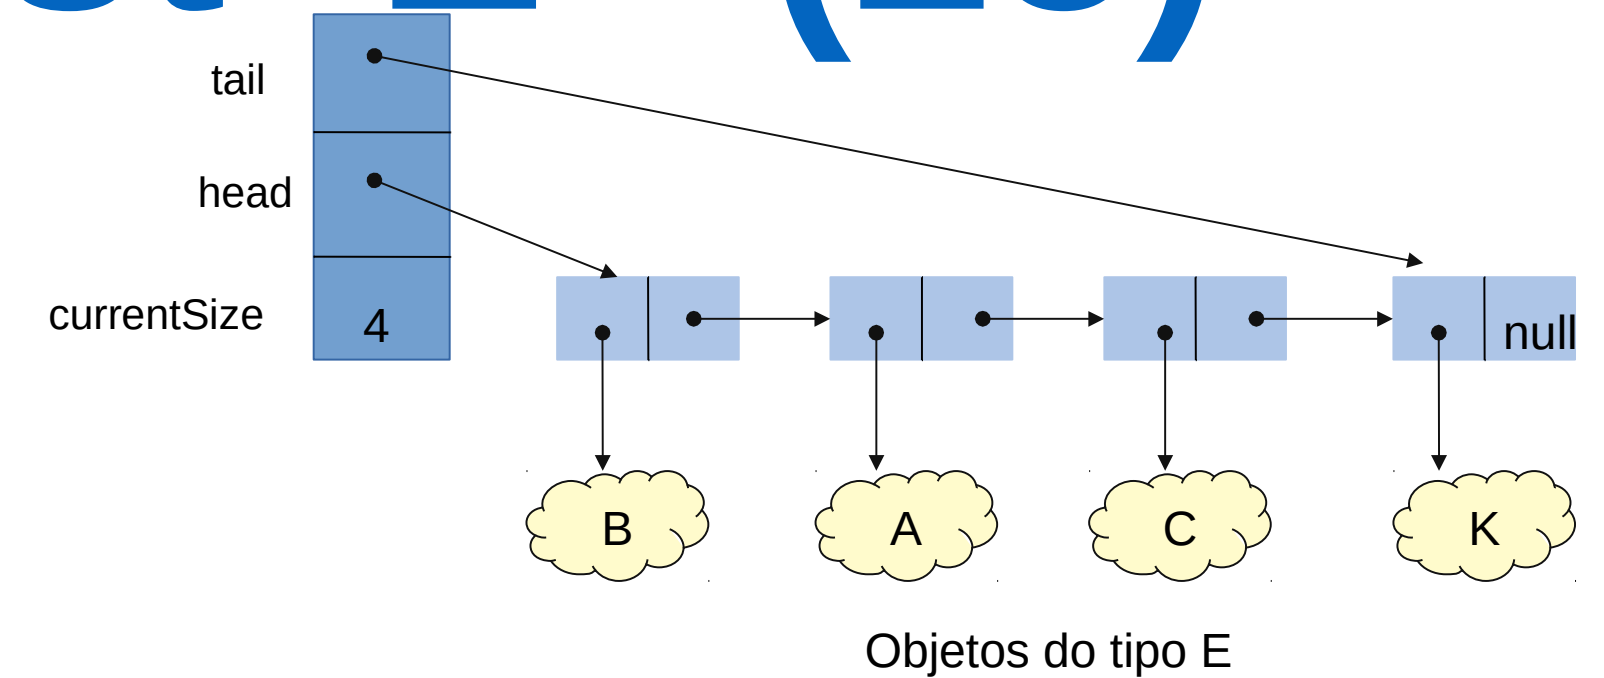 tail
head
currentSize
4
null
B
A
C
K
Objetos do tipo E